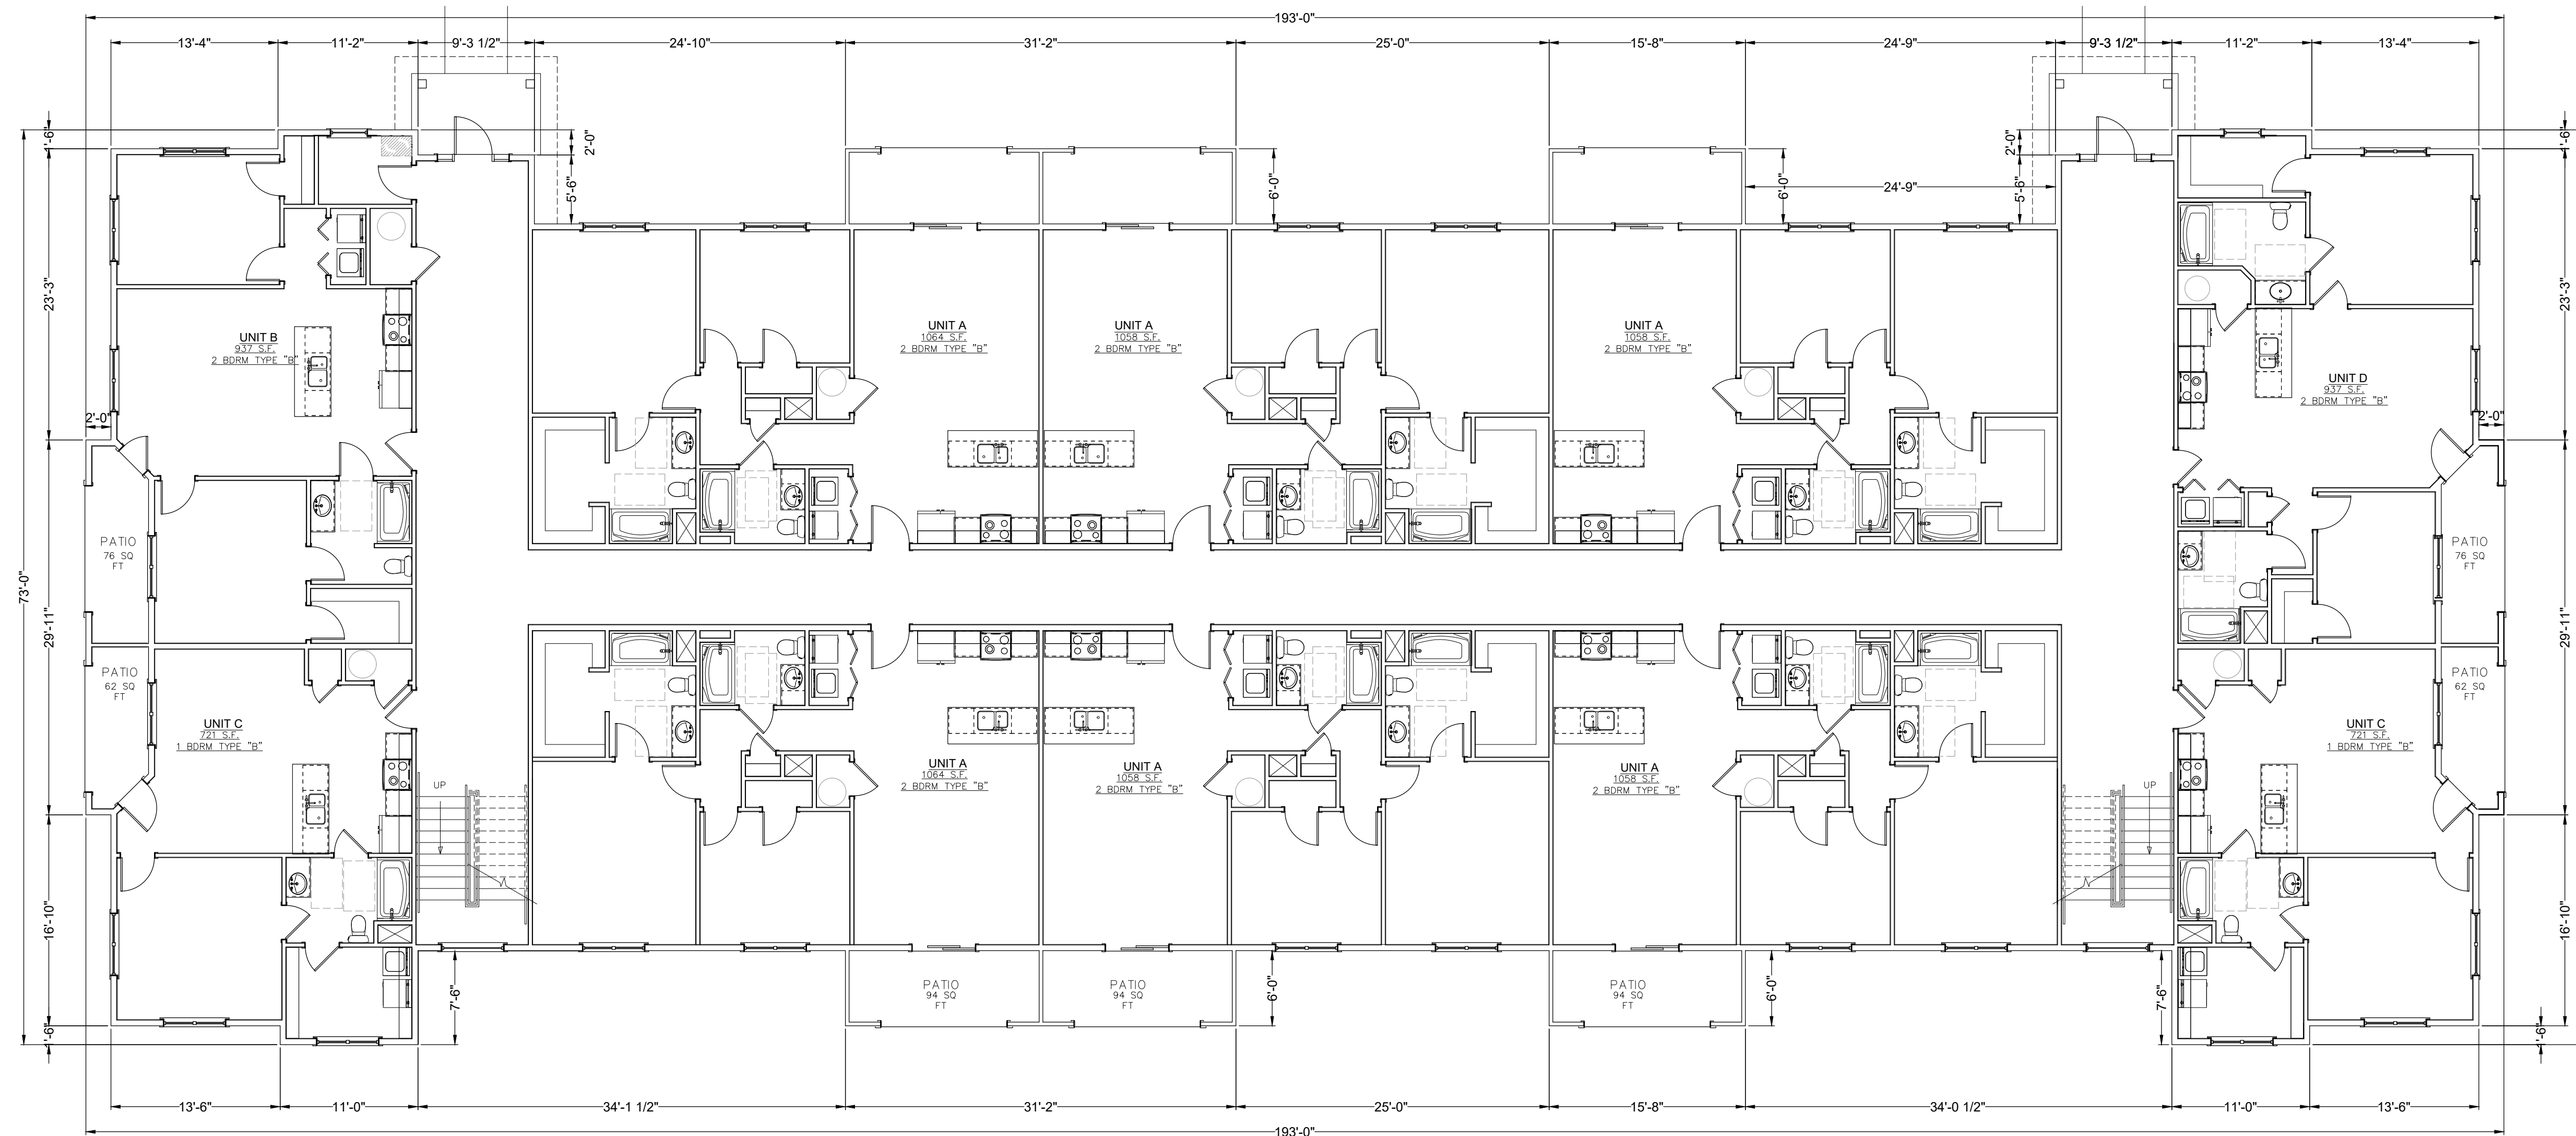 193'-0"
13'-4"
11'-2"
9'-3 1/2"
24'-10"
31'-2"
25'-0"
15'-8"
24'-9"
9'-3 1/2"
11'-2"
13'-4"
1'-6"
2'-0"
5'-6"
6'-0"
6'-0"
24'-9"
2'-0"
5'-6"
1'-6"
23'-3"
23'-3"
UNIT B
937 S.F.
2 BDRM TYPE "B"
UNIT A
1064 S.F.
2 BDRM TYPE "B"
UNIT A
1058 S.F.
2 BDRM TYPE "B"
UNIT A
1058 S.F.
2 BDRM TYPE "B"
UNIT D
937 S.F.
2 BDRM TYPE "B"
2'-0"
2'-0"
PATIO
76 SQ
FT
PATIO
76 SQ
FT
73'-0"
29'-11"
29'-11"
PATIO
62 SQ
FT
PATIO
62 SQ
FT
UNIT C
721 S.F.
1 BDRM TYPE "B"
UNIT A
1064 S.F.
2 BDRM TYPE "B"
UNIT A
1058 S.F.
2 BDRM TYPE "B"
UNIT A
1058 S.F.
2 BDRM TYPE "B"
UNIT C
721 S.F.
1 BDRM TYPE "B"
UP
UP
16'-10"
16'-10"
7'-6"
PATIO
94 SQ
FT
PATIO
94 SQ
FT
6'-0"
PATIO
94 SQ
FT
6'-0"
7'-6"
1'-6"
1'-6"
13'-6"
11'-0"
34'-1 1/2"
31'-2"
25'-0"
15'-8"
34'-0 1/2"
11'-0"
13'-6"
193'-0"